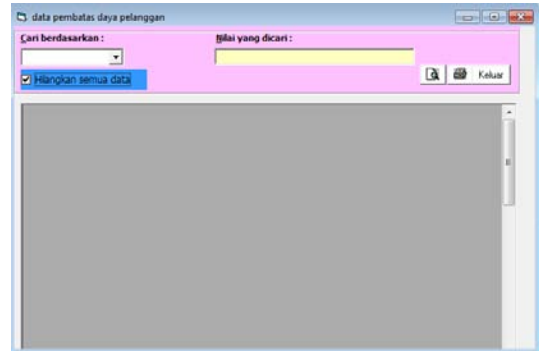 data pembatas daya pelanggan
Cari berdasarkan :
Nilai yang dicari :
Hilangkan semua data
Keluar